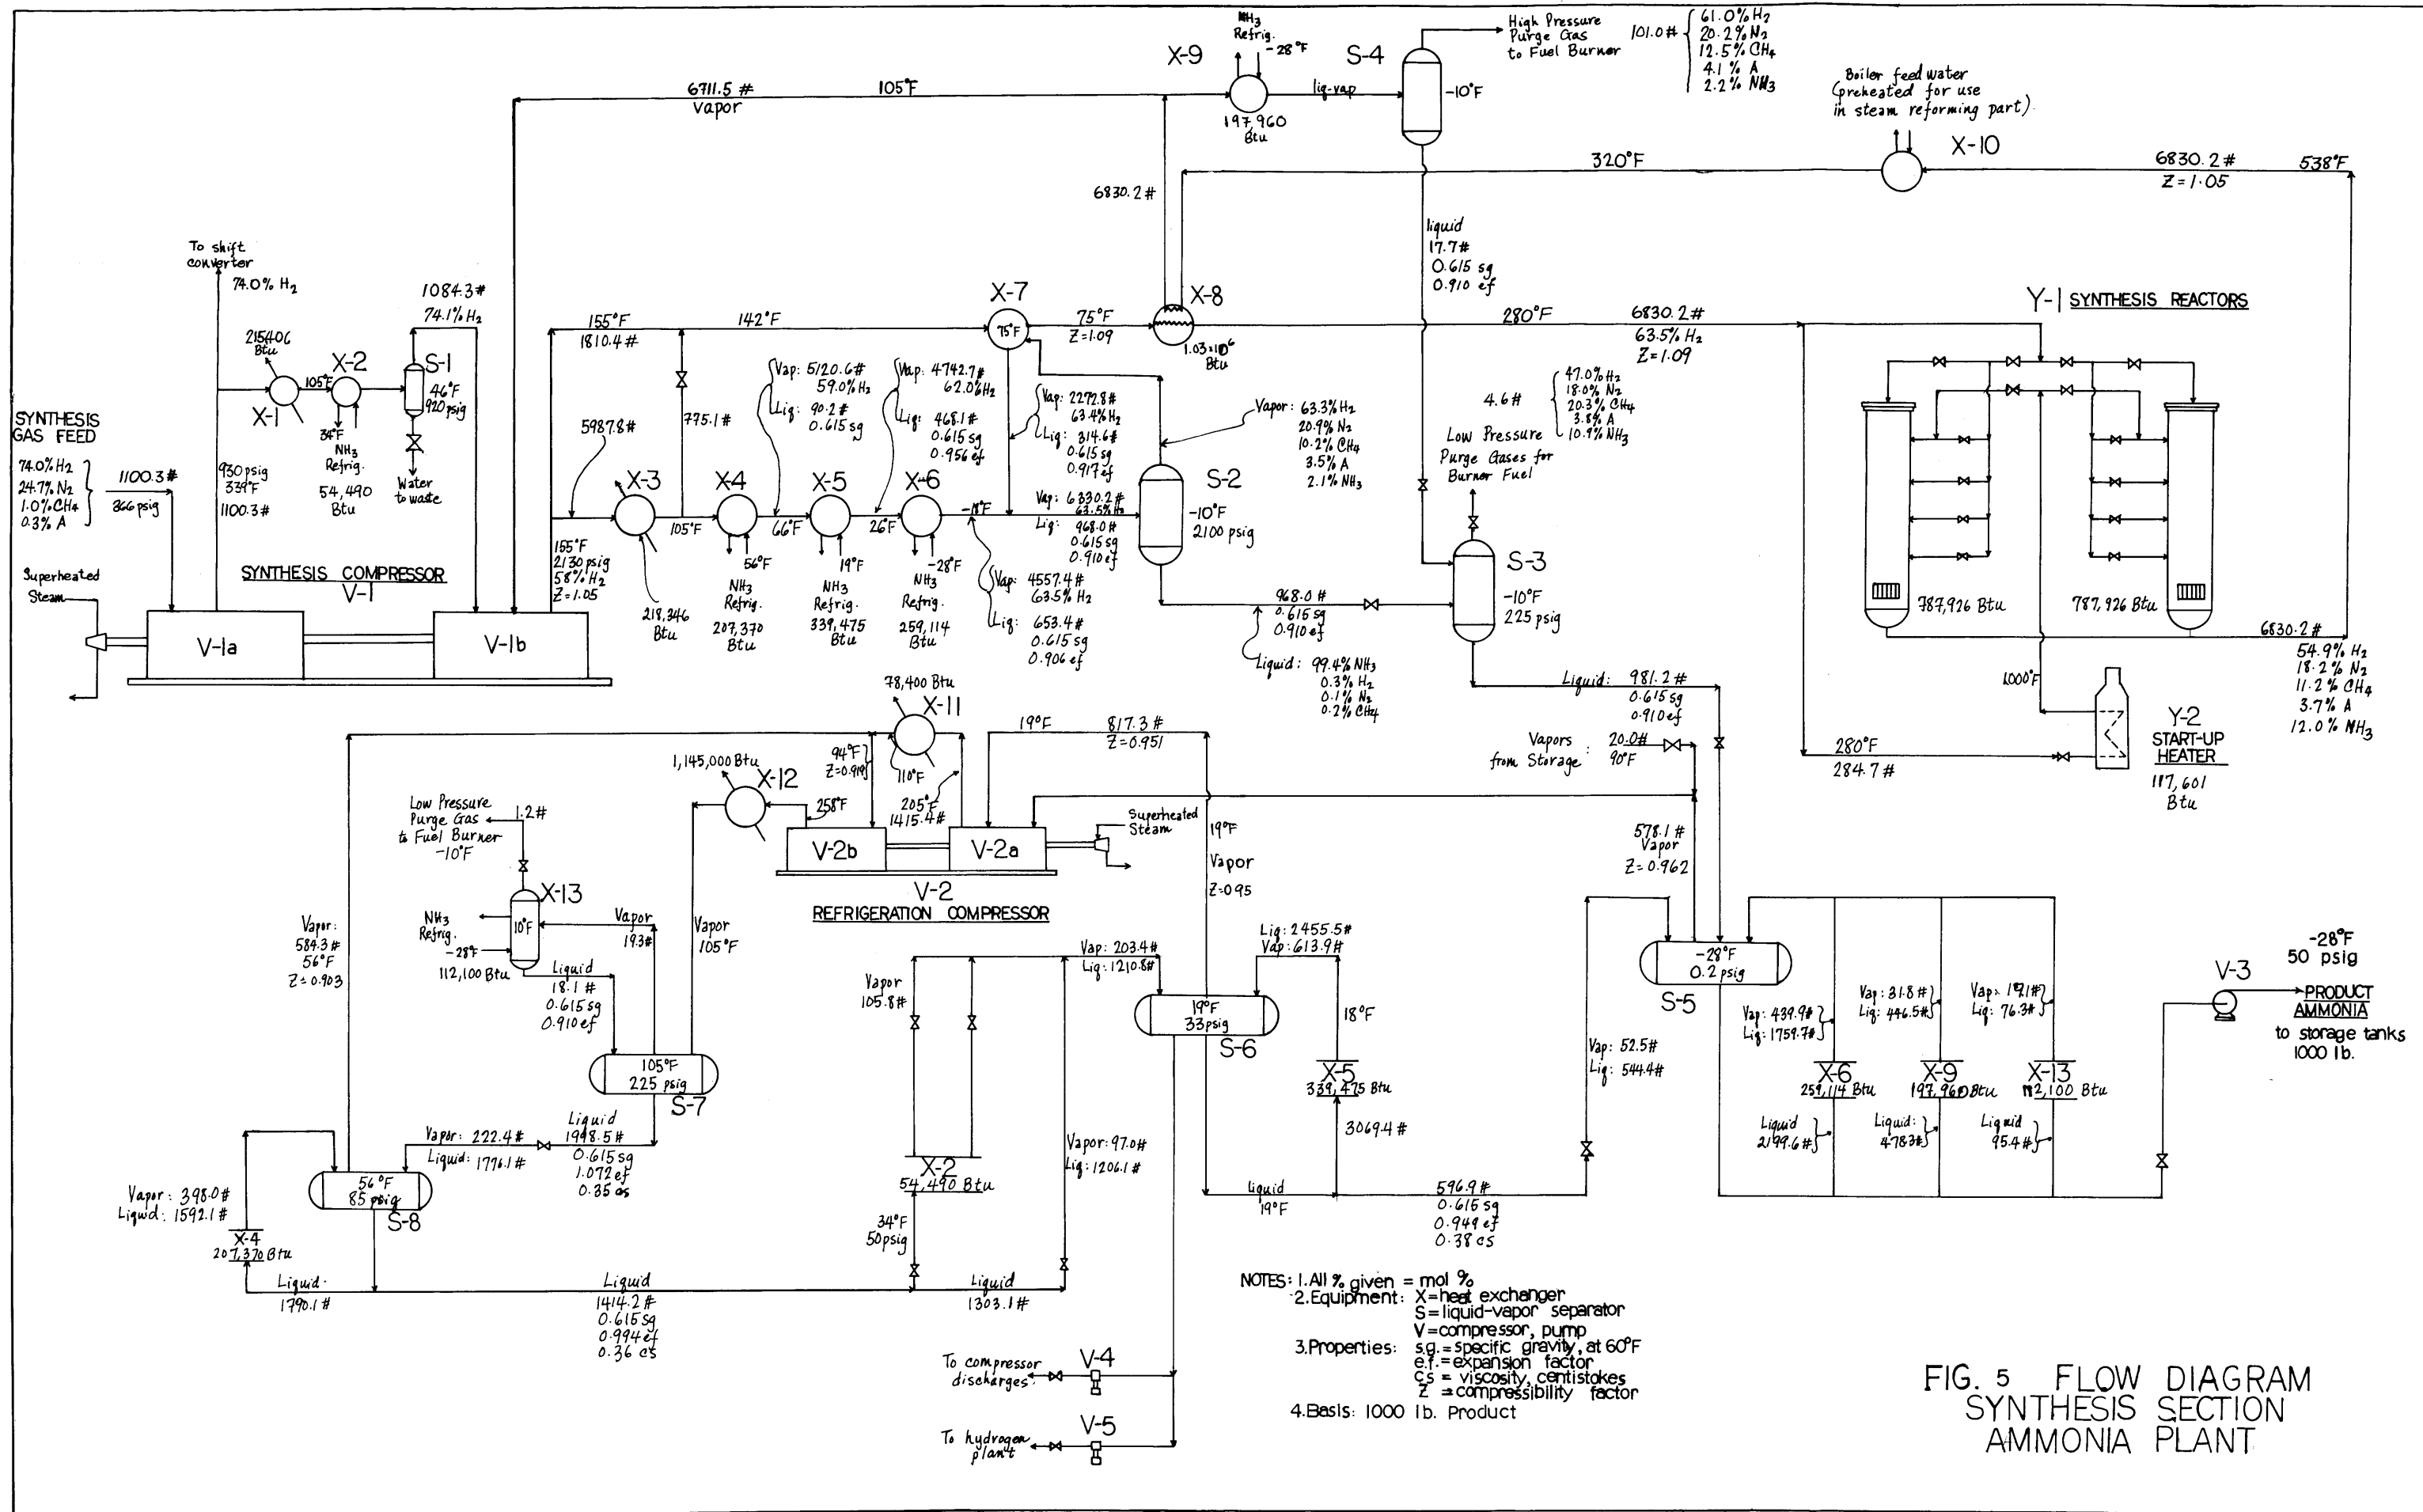 NH3
Refrig.
-28°F
X-9
S-4
High Pressure
Purge Gas
to Fuel Burner
101.0#
61.0% H2
20.2% N2
12.5% CH4
4.1% A
2.2% NH3
6711.5 #
Vapor
105°F
liq-vap
-10°F
197,960
Btu
Boiler feed water
(preheated for use
in steam reforming part).
X-10
320°F
6830.2#
Z=1.05
538°F
6830.2#
liquid
17.7#
0.615 sg
0.910 ef
To shift
converter
74.0% H2
1084.3#
74.1% H2
215406
Btu
X-2
S-1
105°F
46°F
920 psig
X-1
34°F
NH3
Refrig.
54,490
Btu
Water
to waste
SYNTHESIS
GAS FEED
74.0% H2
24.7% N2
1.0% CH4
0.3% A
1100.3#
366 psig
930 psig
339°F
1100.3#
Superheated
Steam
SYNTHESIS COMPRESSOR
V-1
V-1a
V-1b
155°F
1810.4#
142°F
X-7
75°F
75°F
Z=1.09
X-8
1.03x10^6
Btu
280°F
6830.2#
63.5% H2
Z=1.09
5987.8#
775.1#
Vap: 5120.6#
59.0% H2
Liq: 90.2#
0.615 sg
Vap: 4742.7#
62.0% H2
Liq: 468.1#
0.615 sg
0.956 ef
Vap: 2272.8#
63.4% H2
Liq: 314.6#
0.615 sg
0.917 ef
Vapor: 63.3% H2
20.9% N2
10.2% CH4
3.5% A
2.1% NH3
4.6#
47.0% H2
18.0% N2
20.3% CH4
3.8% A
10.9% NH3
Low Pressure
Purge Gases for
Burner Fuel
X-3
X-4
X-5
X-6
105°F
66°F
26°F
-18°F
Vap: 6330.2#
63.5% H2
Liq: 968.0#
0.615 sg
0.910 ef
S-2
-10°F
2100 psig
155°F
2130 psig
58% H2
Z=1.05
218,346
Btu
56°F
NH3
Refrig.
207,370
Btu
19°F
NH3
Refrig.
339,475
Btu
-28°F
NH3
Refrig.
259,114
Btu
Vap: 4557.4#
63.5% H2
Liq: 653.4#
0.615 sg
0.906 ef
968.0#
0.615 sg
0.910 ef
Liquid: 99.4% NH3
0.3% H2
0.1% N2
0.2% CH4
S-3
-10°F
225 psig
Y-1 SYNTHESIS REACTORS
787,926 Btu
787,926 Btu
6830.2#
54.9% H2
18.2% N2
11.2% CH4
3.7% A
12.0% NH3
1000°F
Y-2
START-UP
HEATER
117,601
Btu
280°F
284.7#
Liquid: 981.2#
0.615 sg
0.910 ef
Vapors
from Storage:
20.0#
90°F
78,400 Btu
X-11
19°F
817.3 #
Z=0.951
94°F
Z=0.919
110°F
205°F
1415.4#
1,145,000 Btu
X-12
258°F
Superheated
Steam
V-2b
V-2a
V-2
REFRIGERATION COMPRESSOR
19°F
Vapor
Z=0.95
578.1#
Vapor
Z=0.962
Low Pressure
Purge Gas
to Fuel Burner
-10°F
1.2#
X-13
10°F
NH3
Refrig.
-28°F
112,100 Btu
Vapor
19.3#
Vapor
105°F
Liquid
18.1 #
0.615 sg
0.910 ef
Vapor:
584.3#
56°F
Z=0.903
105°F
225 psig
S-7
Liquid
1998.5#
0.615 sg
1.072 ef
0.35 cs
Vapor: 222.4#
Liquid: 1776.1#
56°F
85 psig
S-8
Vapor: 398.0#
Liquid: 1592.1#
X-4
207,370 Btu
Liquid
1790.1#
Liquid
1414.2#
0.615 sg
0.994 ef
0.36 cs
Liquid
1303.1#
Vapor
105.8#
X-2
54,490 Btu
34°F
50 psig
Vapor: 97.0#
Liq: 1206.1#
Vap: 203.4#
Liq: 1210.8#
Liq: 2455.5#
Vap: 613.9#
19°F
33 psig
S-6
18°F
X-5
339,475 Btu
3069.4#
liquid
19°F
596.9#
0.615 sg
0.949 ef
0.38 cs
Vap: 52.5#
Liq: 544.4#
-28°F
0.2 psig
S-5
Vap: 439.9#
Liq: 1759.7#
Vap: 31.8#
Liq: 446.5#
Vap: 19.1#
Liq: 76.3#
X-6
259,114 Btu
X-9
197,960 Btu
X-13
112,100 Btu
Liquid
2199.6#
Liquid:
478.3#
Liquid
95.4#
V-3
-28°F
50 psig
PRODUCT
AMMONIA
to storage tanks
1000 lb.
To compressor
discharges.
V-4
To hydrogen
plant
V-5
NOTES: 1. All % given = mol %
2. Equipment: X = heat exchanger
S = liquid-vapor separator
V = compressor, pump
3. Properties: s.g. = specific gravity, at 60°F
e.f. = expansion factor
cs = viscosity, centistokes
Z = compressibility factor
4. Basis: 1000 lb. Product
FIG. 5 FLOW DIAGRAM
SYNTHESIS SECTION
AMMONIA PLANT